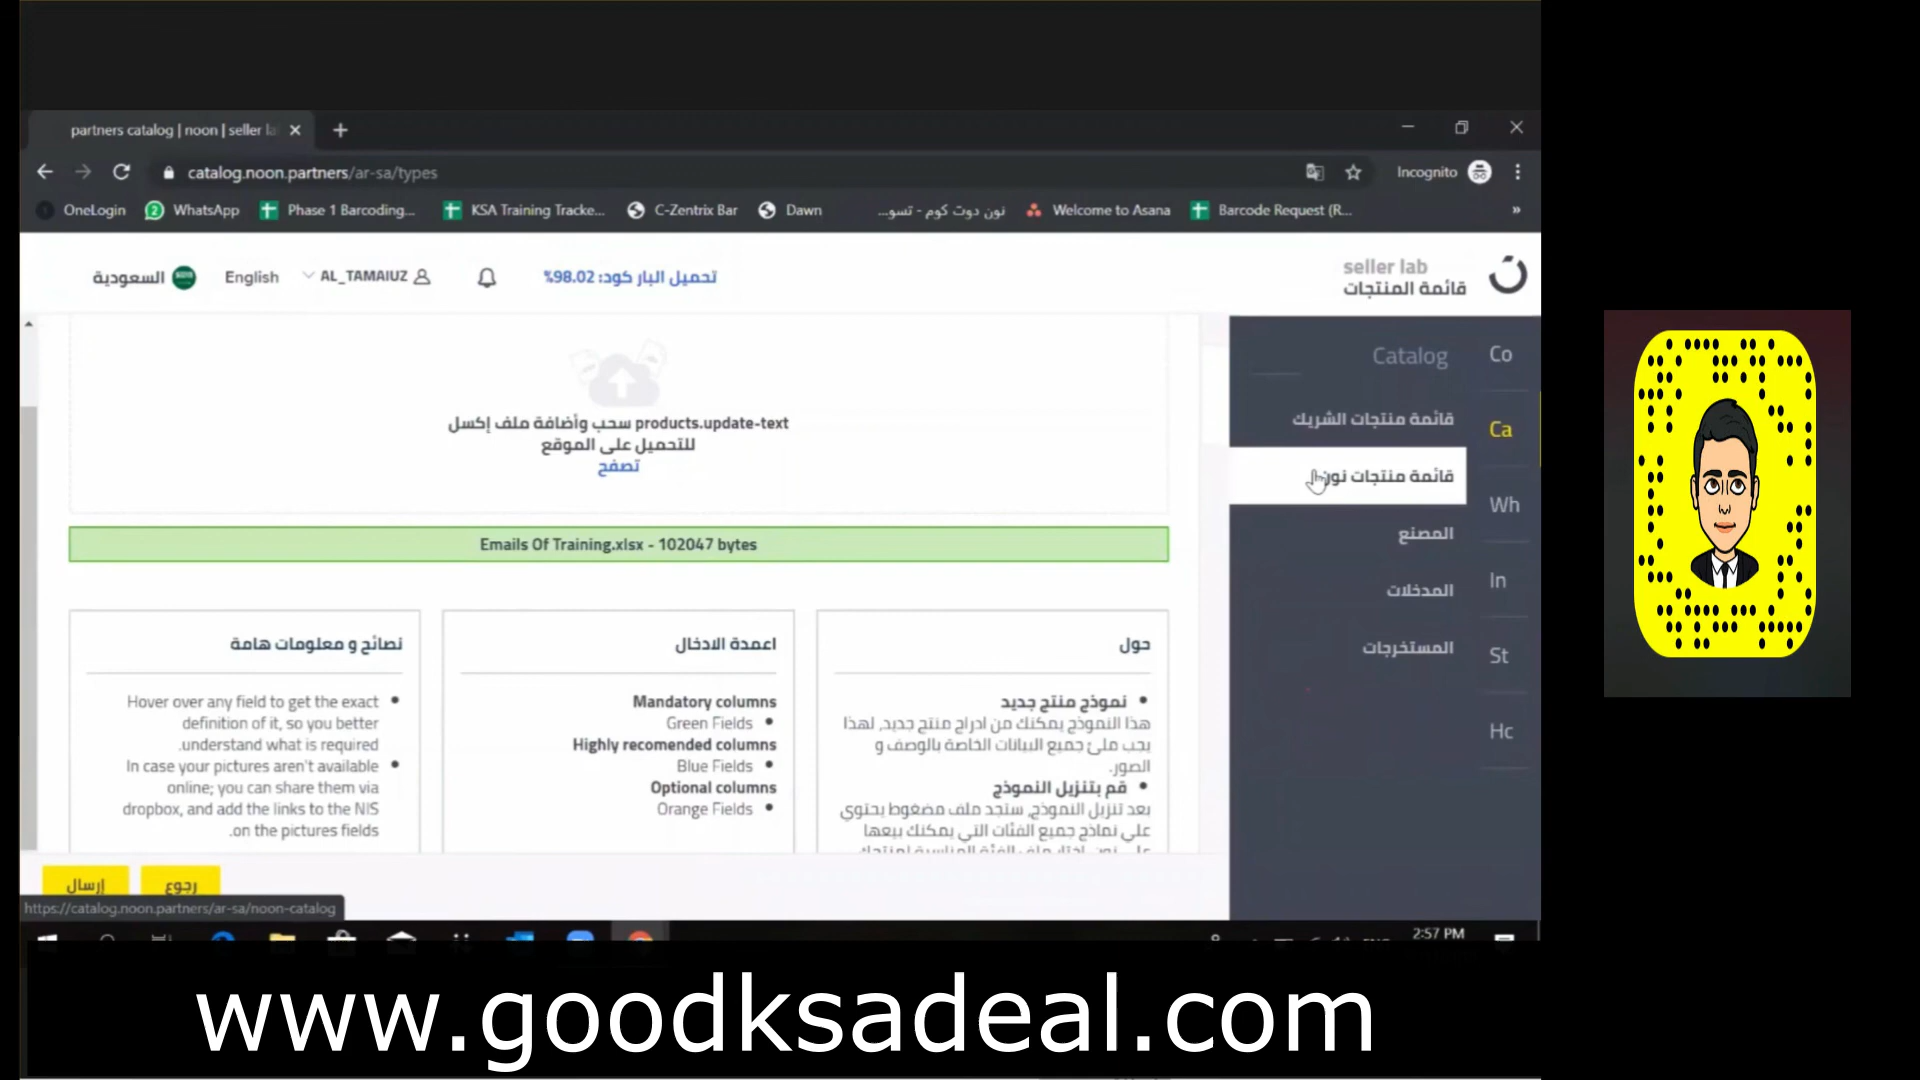 partners catalog | noon | seller la
catalog.noon.partners/ar-sa/types
Incognito
OneLogin
WhatsApp
Phase 1 Barcoding...
KSA Training Tracke...
C-Zentrix Bar
Dawn
نون دوت كوم - تسو...
Welcome to Asana
Barcode Request (R...
seller lab
قائمة المنتجات
تحميل البار كود: 98.02%
AL_TAMAIUZ
English
السعودية
Catalog
قائمة منتجات الشريك
قائمة منتجات نون
المصنع
المدخلات
المستخرجات
Co
Ca
Wh
In
St
Hc
products.update-text سحب وأضافة ملف إكسل
للتحميل على الموقع
تصفح
Emails Of Training.xlsx - 102047 bytes
حول
نموذج منتج جديد
هذا النموذج يمكنك من ادراج منتج جديد, لهذا
يجب ملئ جميع البيانات الخاصة بالوصف و
الصور.
قم بتنزيل النموذج
بعد تنزيل النموذج, ستجد ملف مضغوط يحتوي
علي نماذج جميع الفئات التي يمكنك بيعها
اعمدة الادخال
Mandatory columns
Green Fields
Highly recomended columns
Blue Fields
Optional columns
Orange Fields
نصائح و معلومات هامة
Hover over any field to get the exact
definition of it, so you better
understand what is required.
In case your pictures aren't available
online; you can share them via
dropbox, and add the links to the NIS
on the pictures fields.
رجوع
إرسال
https://catalog.noon.partners/ar-sa/noon-catalog
2:57 PM
www.goodksadeal.com